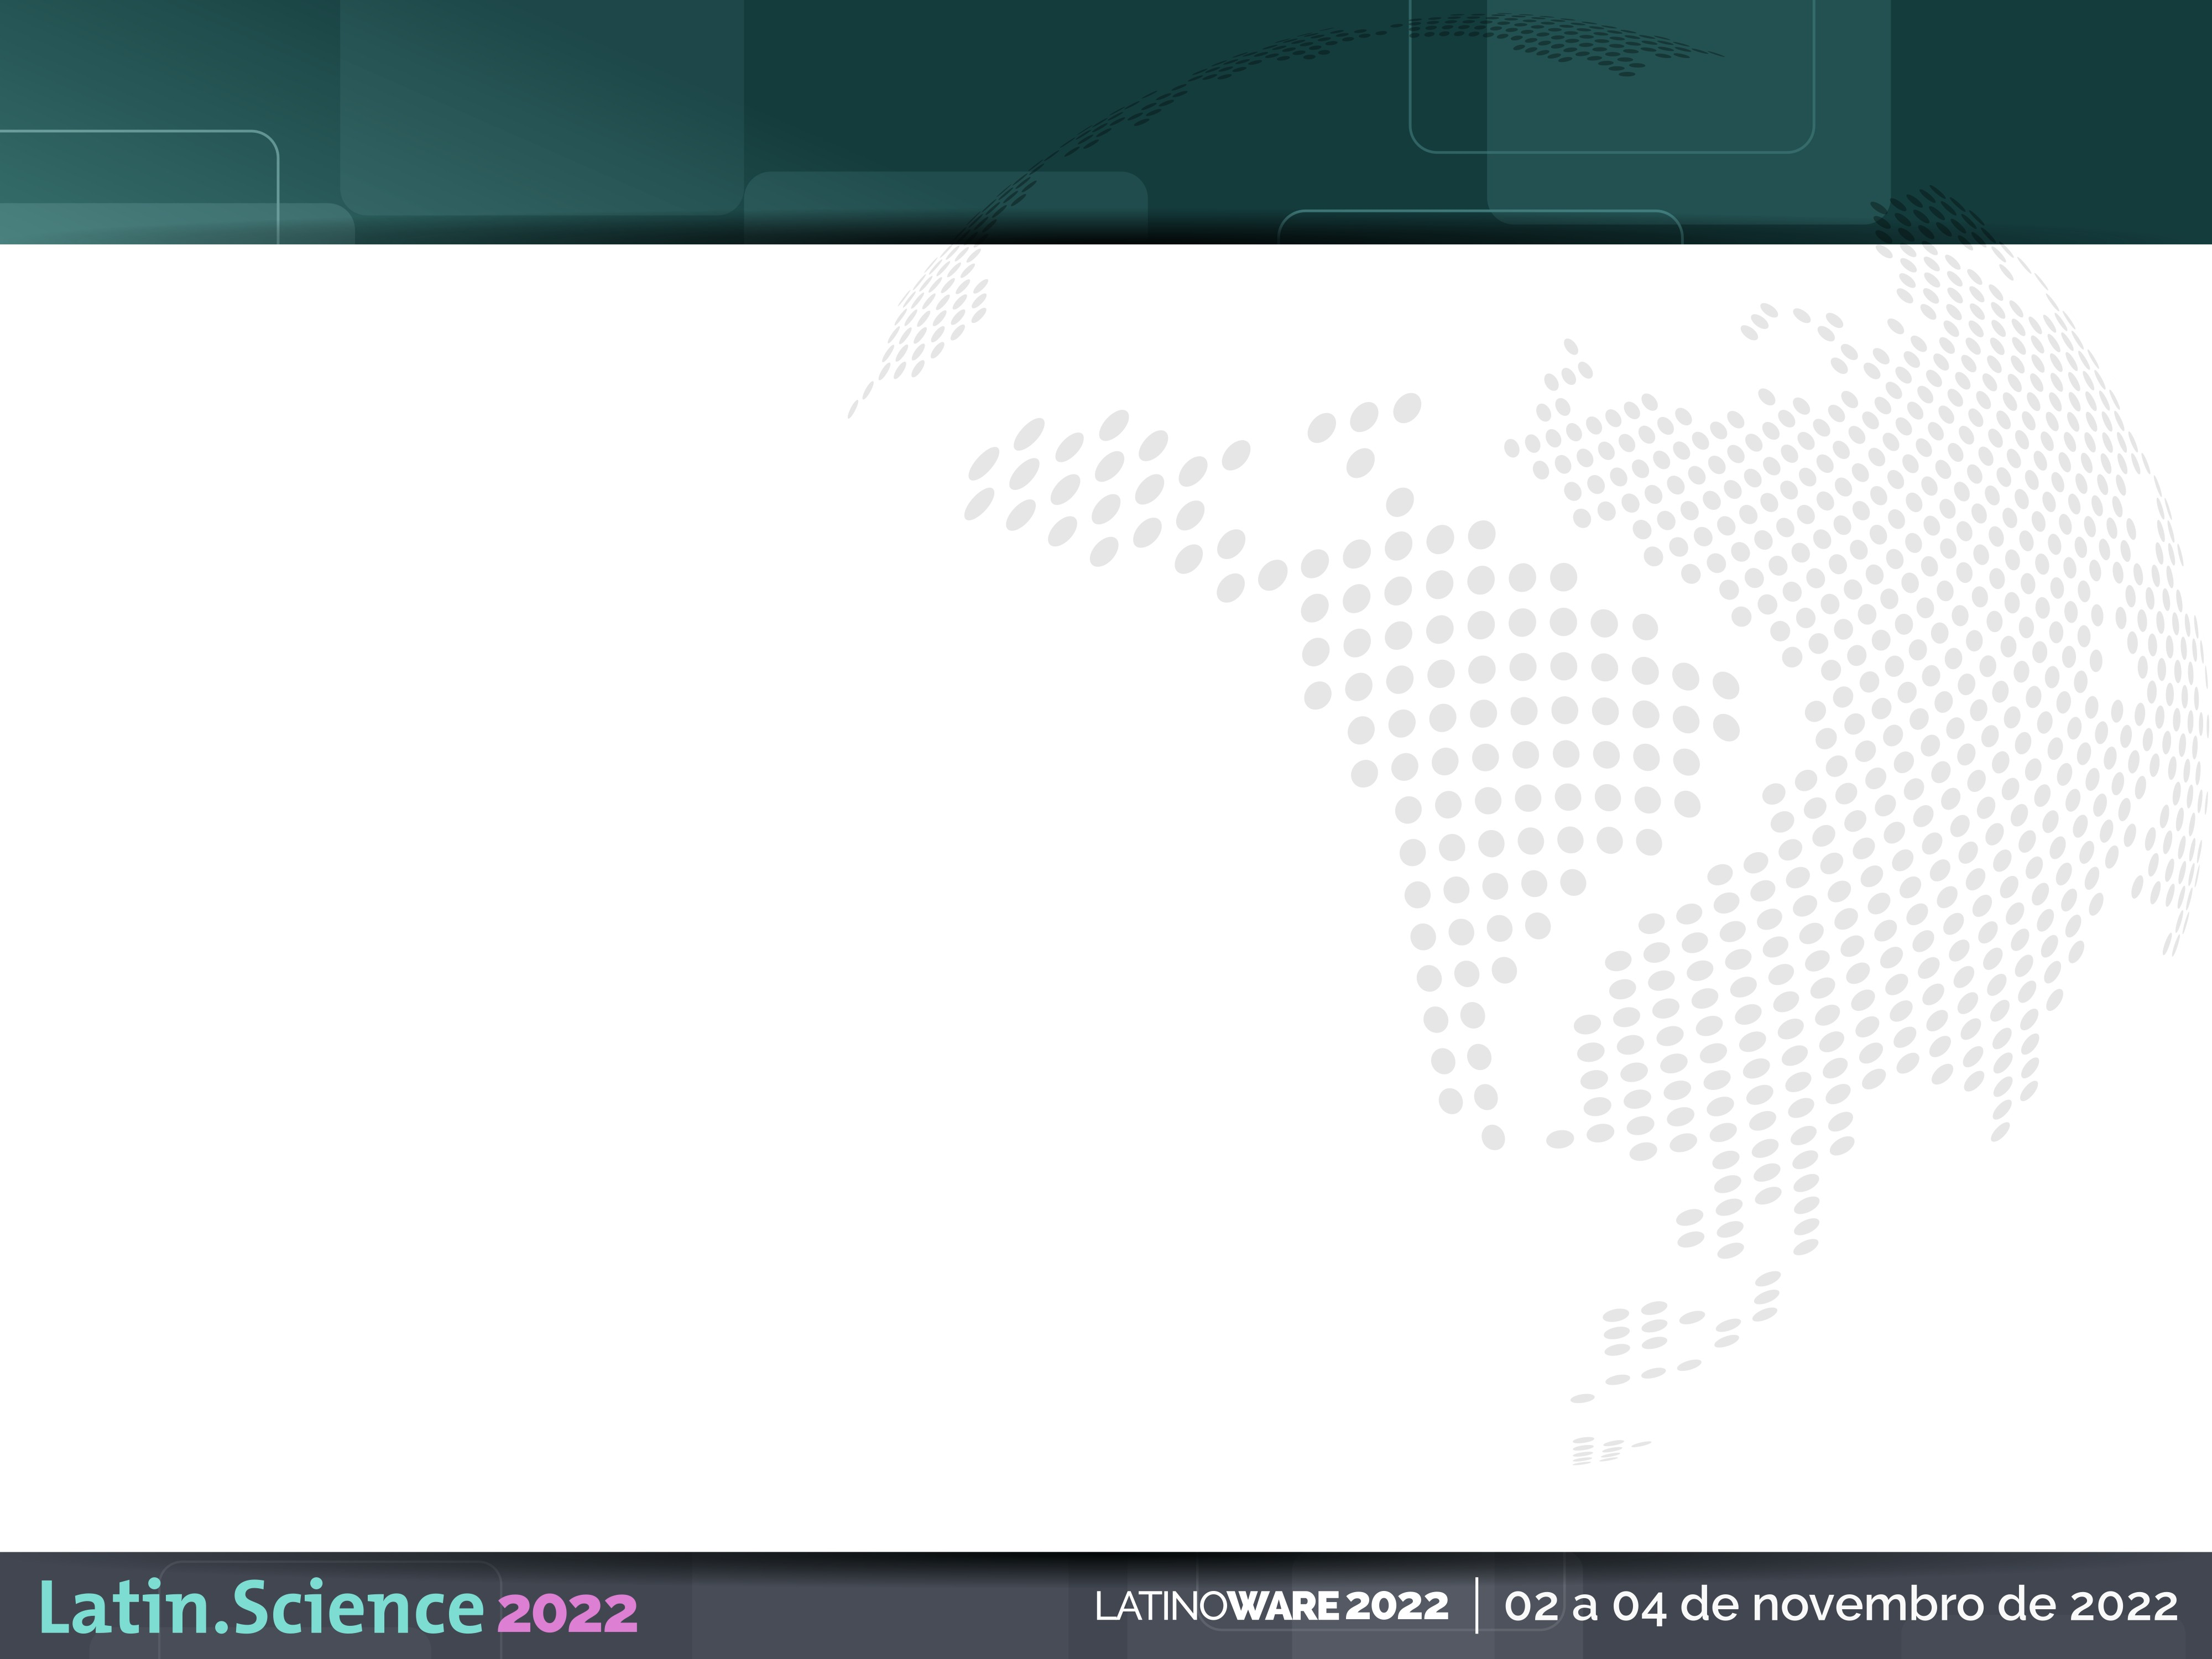 Latin.Science 2022
LATINOWARE 2022 | 02 a 04 de novembro de 2022